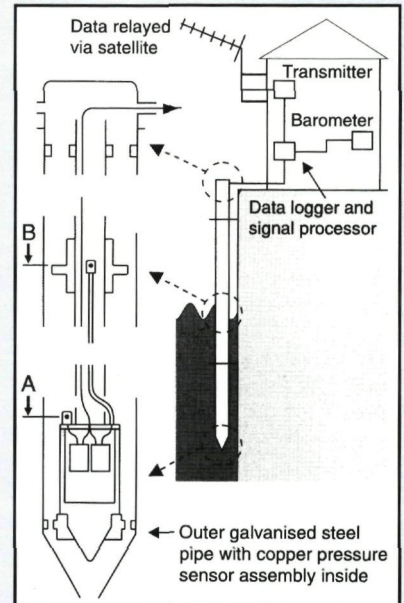 Data relayed
via satellite
Transmitter
Barometer
Data logger and
signal processor
B
A
Outer galvanised steel
pipe with copper pressure
sensor assembly inside